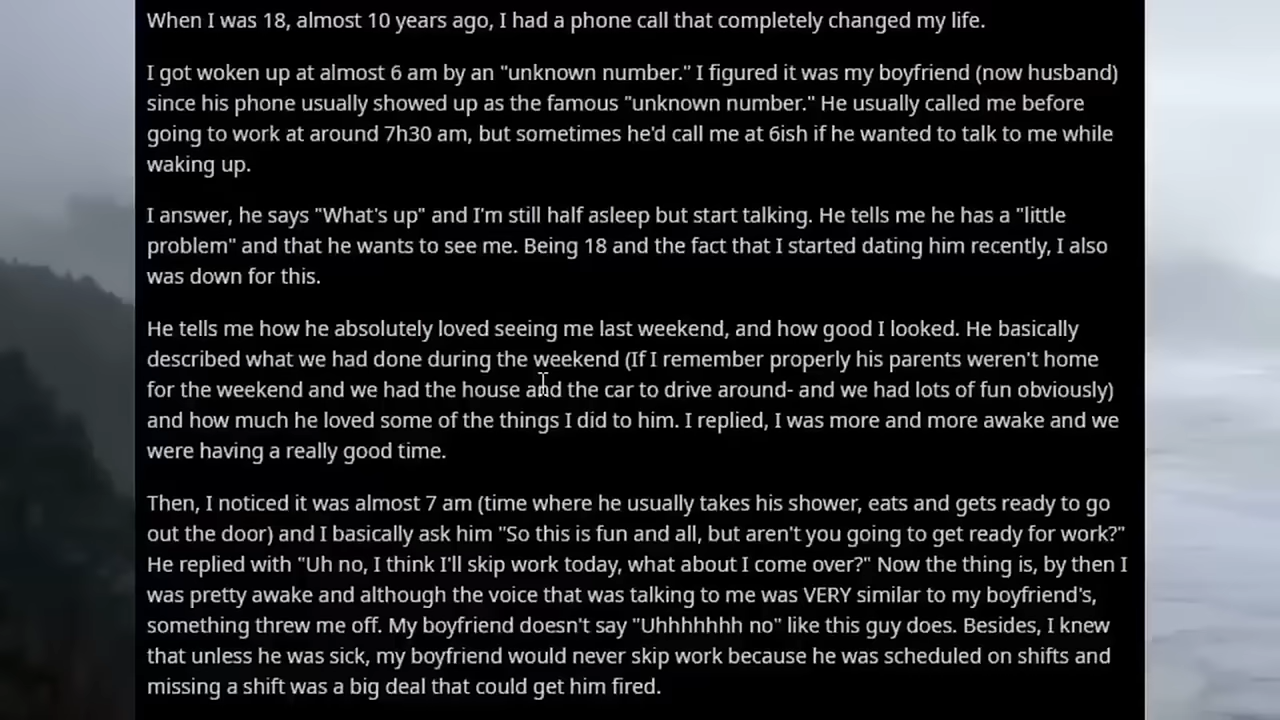 When I was 18, almost 10 years ago, I had a phone call that completely changed my life.
I got woken up at almost 6 am by an "unknown number." I figured it was my boyfriend (now husband)
since his phone usually showed up as the famous "unknown number." He usually called me before
going to work at around 7h30 am, but sometimes he'd call me at 6ish if he wanted to talk to me while
waking up.
I answer, he says "What's up" and I'm still half asleep but start talking. He tells me he has a "little
problem" and that he wants to see me. Being 18 and the fact that I started dating him recently, I also
was down for this.
He tells me how he absolutely loved seeing me last weekend, and how good I looked. He basically
described what we had done during the weekend (If I remember properly his parents weren't home
for the weekend and we had the house and the car to drive around- and we had lots of fun obviously)
and how much he loved some of the things I did to him. I replied, I was more and more awake and we
were having a really good time.
Then, I noticed it was almost 7 am (time where he usually takes his shower, eats and gets ready to go
out the door) and I basically ask him "So this is fun and all, but aren't you going to get ready for work?"
He replied with "Uh no, I think I'll skip work today, what about I come over?" Now the thing is, by then I
was pretty awake and although the voice that was talking to me was VERY similar to my boyfriend's,
something threw me off. My boyfriend doesn't say "Uhhhhhhh no" like this guy does. Besides, I knew
that unless he was sick, my boyfriend would never skip work because he was scheduled on shifts and
missing a shift was a big deal that could get him fired.